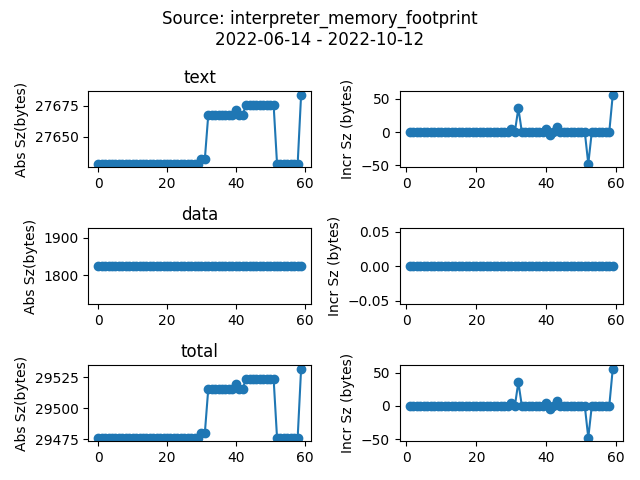 Source: interpreter_memory_footprint
2022-06-14 - 2022-10-12
text
Abs Sz(bytes)
27675
27650
0 20 40 60
Incr Sz (bytes)
50
0
−50
0 20 40 60
data
Abs Sz(bytes)
1900
1800
0 20 40 60
Incr Sz (bytes)
0.05
0.00
−0.05
0 20 40 60
total
Abs Sz(bytes)
29525
29500
29475
0 20 40 60
Incr Sz (bytes)
50
0
−50
0 20 40 60